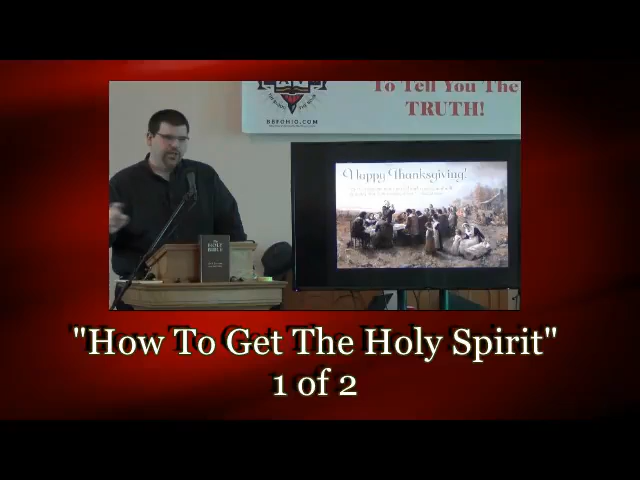 To Tell You The
TRUTH!
BBFOHIO.COM
Happy Thanksgiving!
HOLY
BIBLE
"How To Get The Holy Spirit"
1 of 2